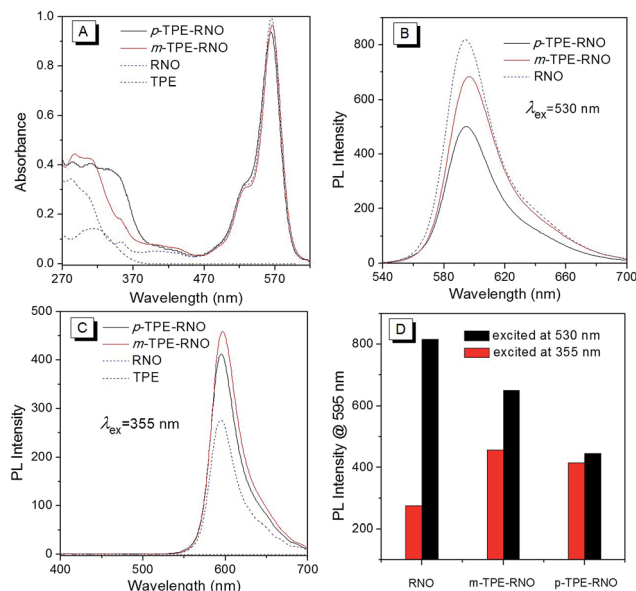 A
p-TPE-RNO
m-TPE-RNO
RNO
TPE
1.0
0.8
0.6
0.4
0.2
0.0
Absorbance
270 370 470 570
Wavelength (nm)
B
p-TPE-RNO
m-TPE-RNO
RNO
λex=530 nm
800
600
400
200
0
PL Intensity
540 580 620 660 700
Wavelength (nm)
C
p-TPE-RNO
m-TPE-RNO
RNO
TPE
λex=355 nm
500
400
300
200
100
0
PL Intensity
400 500 600 700
Wavelength (nm)
D
excited at 530 nm
excited at 355 nm
800
600
400
200
PL Intensity @ 595 nm
RNO m-TPE-RNO p-TPE-RNO